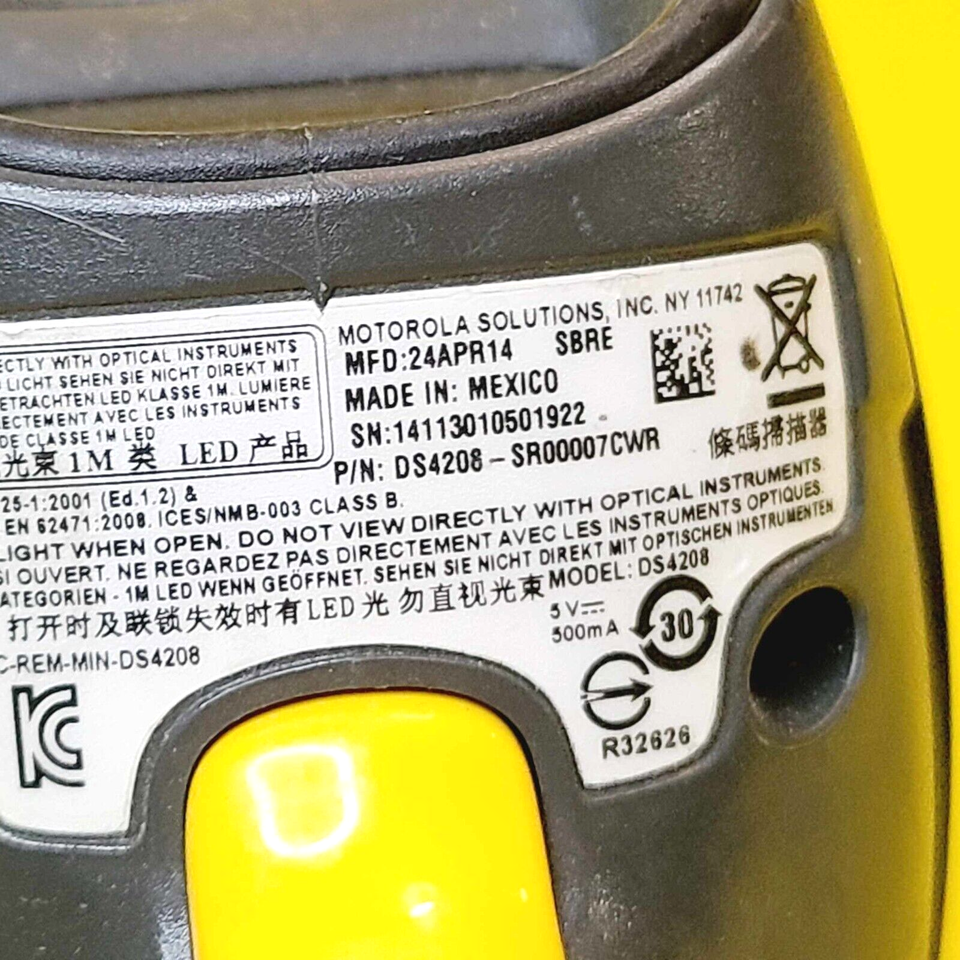 MOTOROLA SOLUTIONS, INC. NY 11742
MFD:24APR14 SBRE
MADE IN: MEXICO
SN:14113010501922
P/N: DS4208-SR00007CWR
條碼掃描器
ECTLY WITH OPTICAL INSTRUMENTS
LICHT SEHEN SIE NICHT DIREKT MIT
ETRACHTEN LED KLASSE 1M. LUMIERE
ECTEMENT AVEC LES INSTRUMENTS
DE CLASSE 1M LED
光束 1M 类 LED 产品
25-1:2001 (Ed.1.2) &
EN 62471:2008. ICES/NMB-003 CLASS B.
LIGHT WHEN OPEN. DO NOT VIEW DIRECTLY WITH OPTICAL INSTRUMENTS.
SI OUVERT. NE REGARDEZ PAS DIRECTEMENT AVEC LES INSTRUMENTS OPTIQUES.
ATEGORIEN - 1M LED WENN GEÖFFNET. SEHEN SIE NICHT DIREKT MIT OPTISCHEN INSTRUMENTEN
打开时及联锁失效时有LED 光 勿直视光束
MODEL: DS4208
5 V
500mA
30
C-REM-MIN-DS4208
R32626